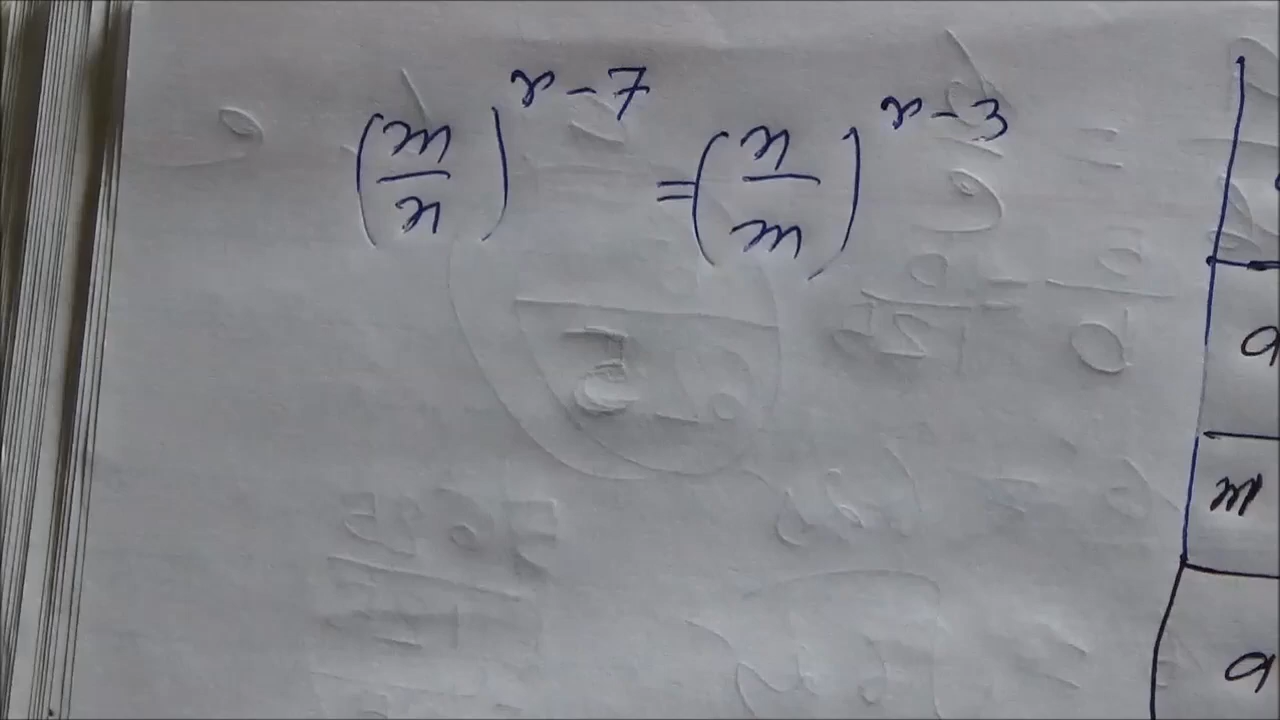 (m/n)^x-7 = (n/m)^x-3
a
m
a